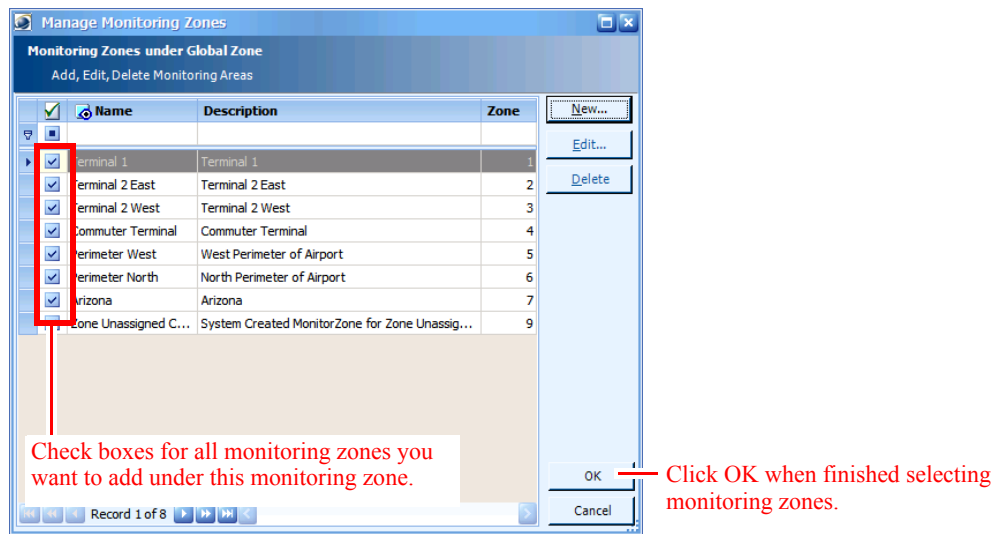 Manage Monitoring Zones
Monitoring Zones under Global Zone
Add, Edit, Delete Monitoring Areas
Name Description Zone New...
Edit...
Terminal 1 Terminal 1 1
Delete
Terminal 2 East Terminal 2 East 2
Terminal 2 West Terminal 2 West 3
Commuter Terminal Commuter Terminal 4
Perimeter West West Perimeter of Airport 5
Perimeter North North Perimeter of Airport 6
Arizona Arizona 7
Zone Unassigned C... System Created MonitorZone for Zone Unassig... 9
Check boxes for all monitoring zones you
want to add under this monitoring zone.
OK
Click OK when finished selecting
monitoring zones.
Record 1 of 8
Cancel